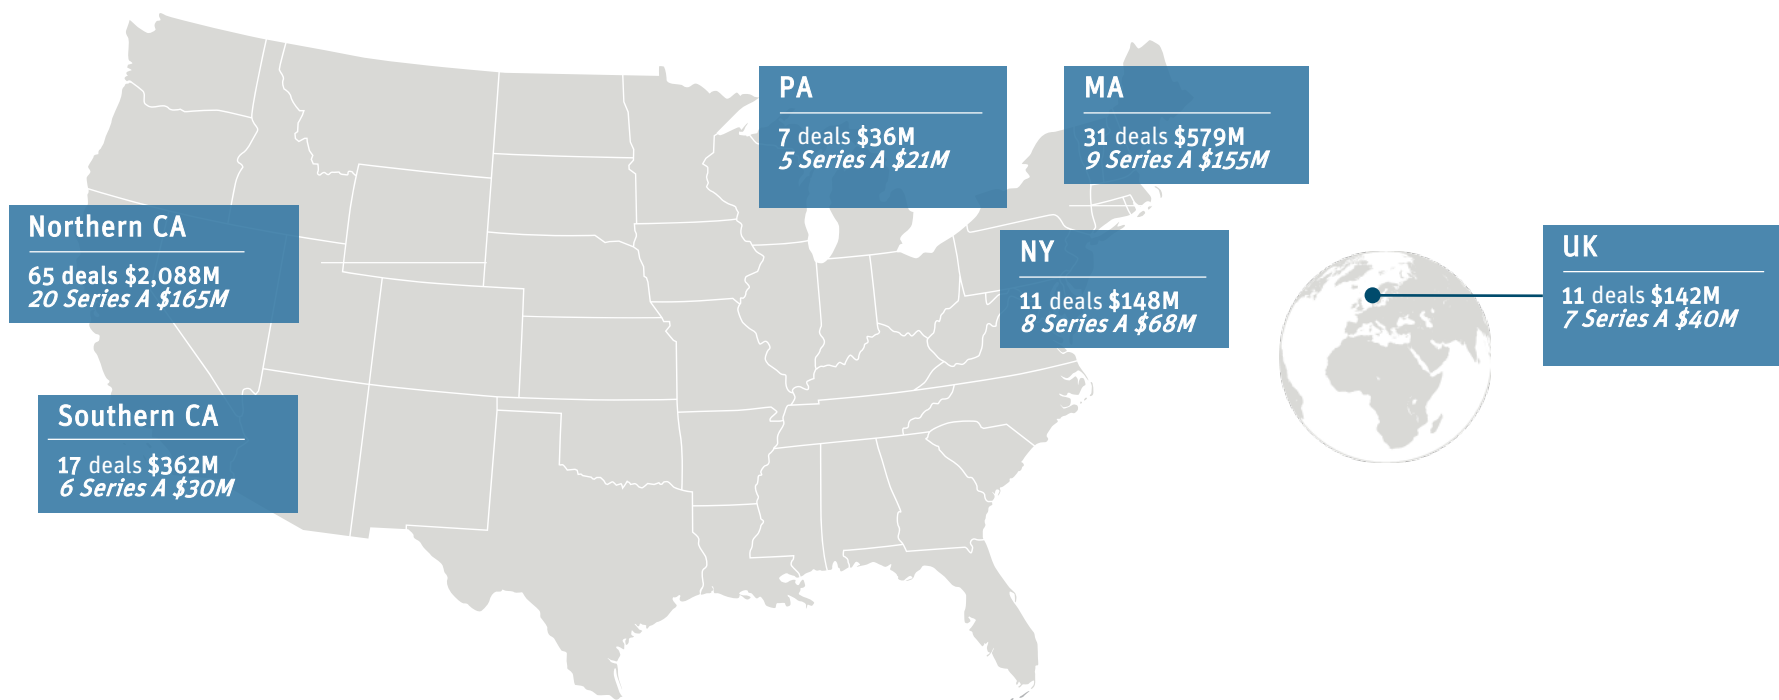 PA
7 deals $36M
5 Series A $21M
MA
31 deals $579M
9 Series A $155M
Northern CA
65 deals $2,088M
20 Series A $165M
NY
11 deals $148M
8 Series A $68M
UK
11 deals $142M
7 Series A $40M
Southern CA
17 deals $362M
6 Series A $30M